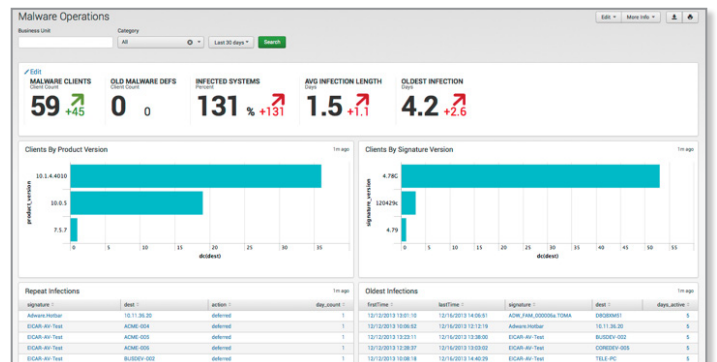 Malware Operations
Edit More Info
Business Unit Category
All Last 30 days Search
Edit
MALWARE CLIENTS OLD MALWARE DEFS INFECTED SYSTEMS AVG INFECTION LENGTH OLDEST INFECTION
Client Count Client Count Percent Days Days
59 +45 0 0 131 % +131 1.5 +1.1 4.2 +2.6
Clients By Product Version 1m ago
product_version
10.1.4.4010
10.0.5
7.5.7
0 5 10 15 20 25 30 35
dc(dest)
Clients By Signature Version 1m ago
signature_version
4.78G
120429c
4.79
0 5 10 15 20 25 30 35 40 45 50 55
dc(dest)
Repeat Infections 1m ago
signature dest action day_count
Adware.Hotbar 10.11.36.20 deferred 1
EICAR-AV-Test ACME-004 deferred 1
EICAR-AV-Test ACME-005 deferred 1
EICAR-AV-Test ACME-006 deferred 1
EICAR-AV-Test BUSDEV-002 deferred 1
Oldest Infections 1m ago
firstTime lastTime signature dest days_active
12/12/2013 13:01:10 12/16/2013 14:06:51 5
12/12/2013 10:06:52 12/16/2013 12:12:19 Adware.Hotbar 10.11.36.20 5
12/12/2013 13:23:11 12/16/2013 13:38:00 EICAR-AV-Test BUSDEV-002 5
12/12/2013 12:28:37 12/16/2013 13:03:02 EICAR-AV-Test COREDEV-005 5
12/12/2013 10:08:18 12/16/2013 14:40:29 EICAR-AV-Test TELE-PC 5